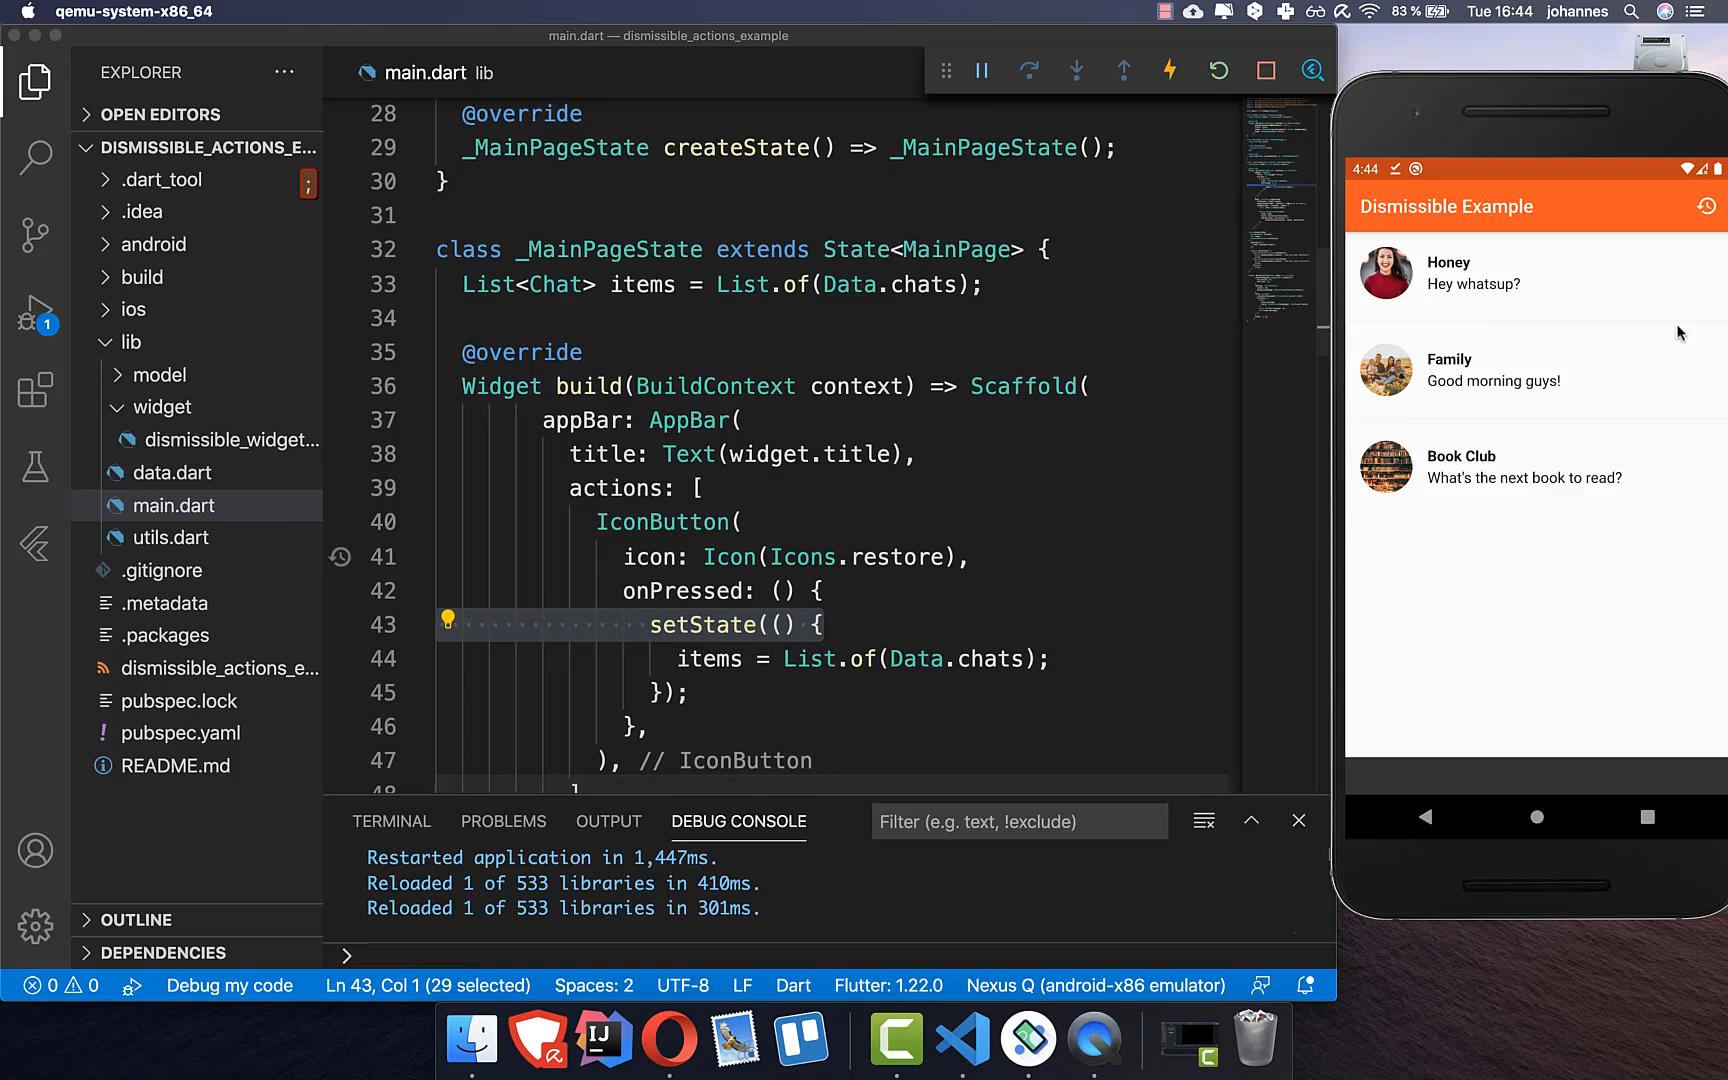 qemu-system-x86_64
83 %
Tue 16:44
johannes
main.dart — dismissible_actions_example
EXPLORER
OPEN EDITORS
DISMISSIBLE_ACTIONS_E...
.dart_tool
;
.idea
android
build
ios
lib
model
widget
dismissible_widget...
data.dart
main.dart
utils.dart
.gitignore
.metadata
.packages
dismissible_actions_e...
pubspec.lock
! pubspec.yaml
README.md
OUTLINE
DEPENDENCIES
1
main.dart lib
28 @override
29 _MainPageState createState() => _MainPageState();
30 }
31
32 class _MainPageState extends State<MainPage> {
33 List<Chat> items = List.of(Data.chats);
34
35 @override
36 Widget build(BuildContext context) => Scaffold(
37 appBar: AppBar(
38 title: Text(widget.title),
39 actions: [
40 IconButton(
41 icon: Icon(Icons.restore),
42 onPressed: () {
43 setState(() {
44 items = List.of(Data.chats);
45 });
46 },
47 ), // IconButton
48 ]
TERMINAL PROBLEMS OUTPUT DEBUG CONSOLE
Filter (e.g. text, !exclude)
Restarted application in 1,447ms.
Reloaded 1 of 533 libraries in 410ms.
Reloaded 1 of 533 libraries in 301ms.
0 0 Debug my code Ln 43, Col 1 (29 selected) Spaces: 2 UTF-8 LF Dart Flutter: 1.22.0 Nexus Q (android-x86 emulator)
4:44
Dismissible Example
Honey
Hey whatsup?
Family
Good morning guys!
Book Club
What's the next book to read?
IJ
C
C